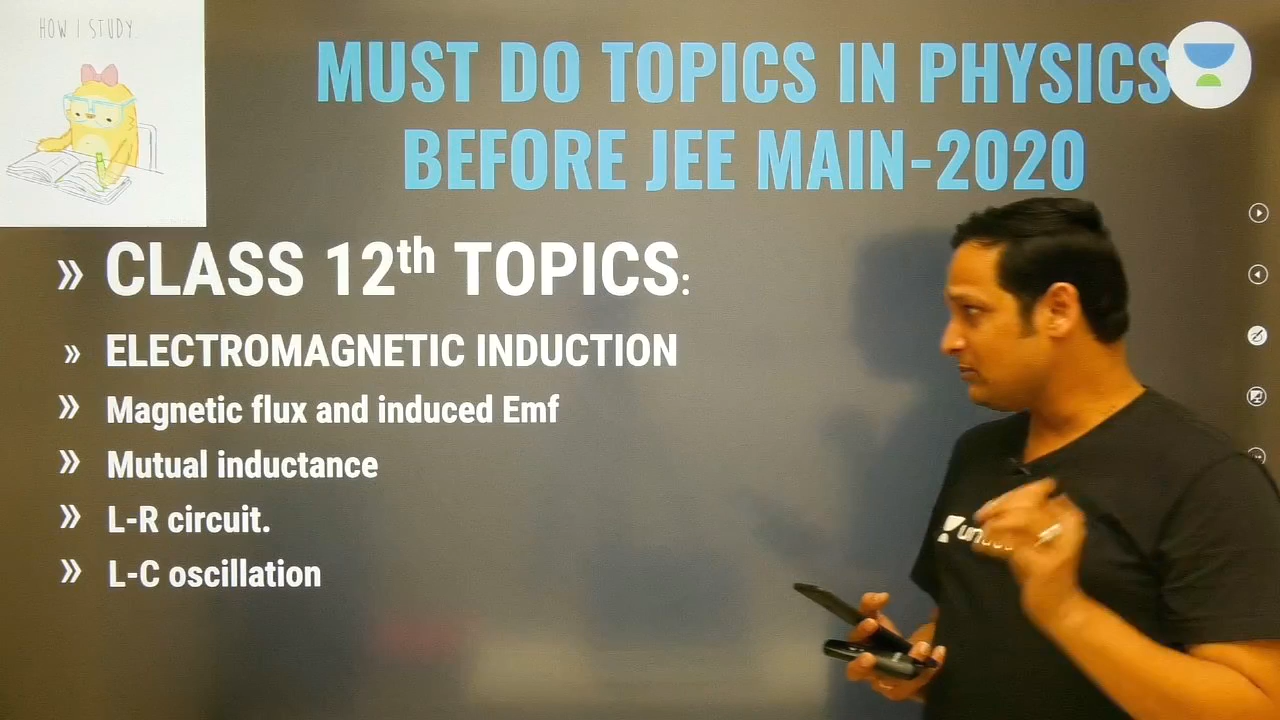 HOW I STUDY
MUST DO TOPICS IN PHYSICS
BEFORE JEE MAIN-2020
» CLASS 12th TOPICS:
» ELECTROMAGNETIC INDUCTION
» Magnetic flux and induced Emf
» Mutual inductance
» L-R circuit.
» L-C oscillation